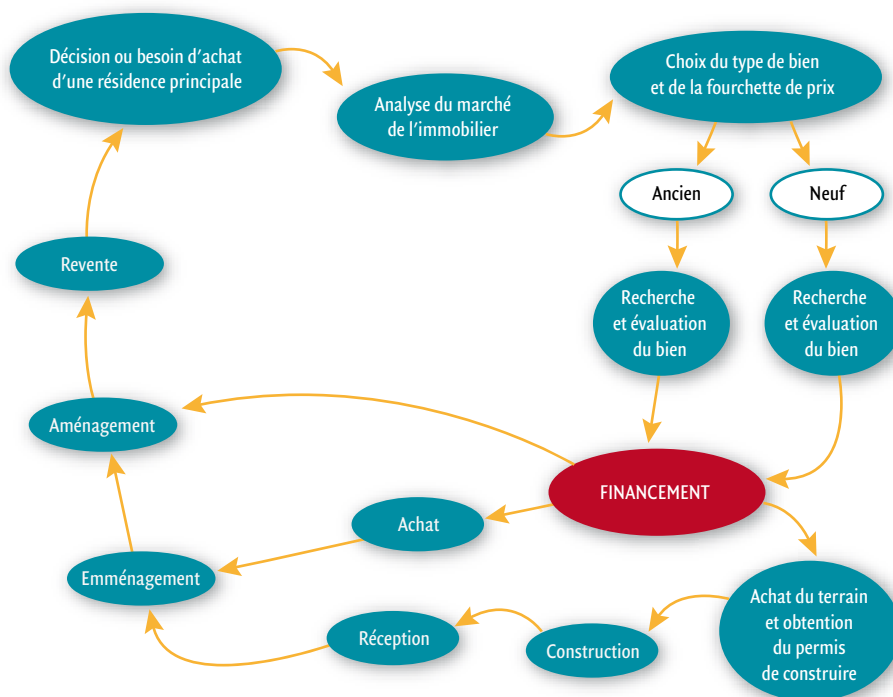 Décision ou besoin d'achat
d'une résidence principale
Analyse du marché
de l'immobilier
Choix du type de bien
et de la fourchette de prix
Ancien
Neuf
Recherche
et évaluation
du bien
Recherche
et évaluation
du bien
FINANCEMENT
Achat du terrain
et obtention
du permis
de construire
Construction
Réception
Achat
Emménagement
Aménagement
Revente